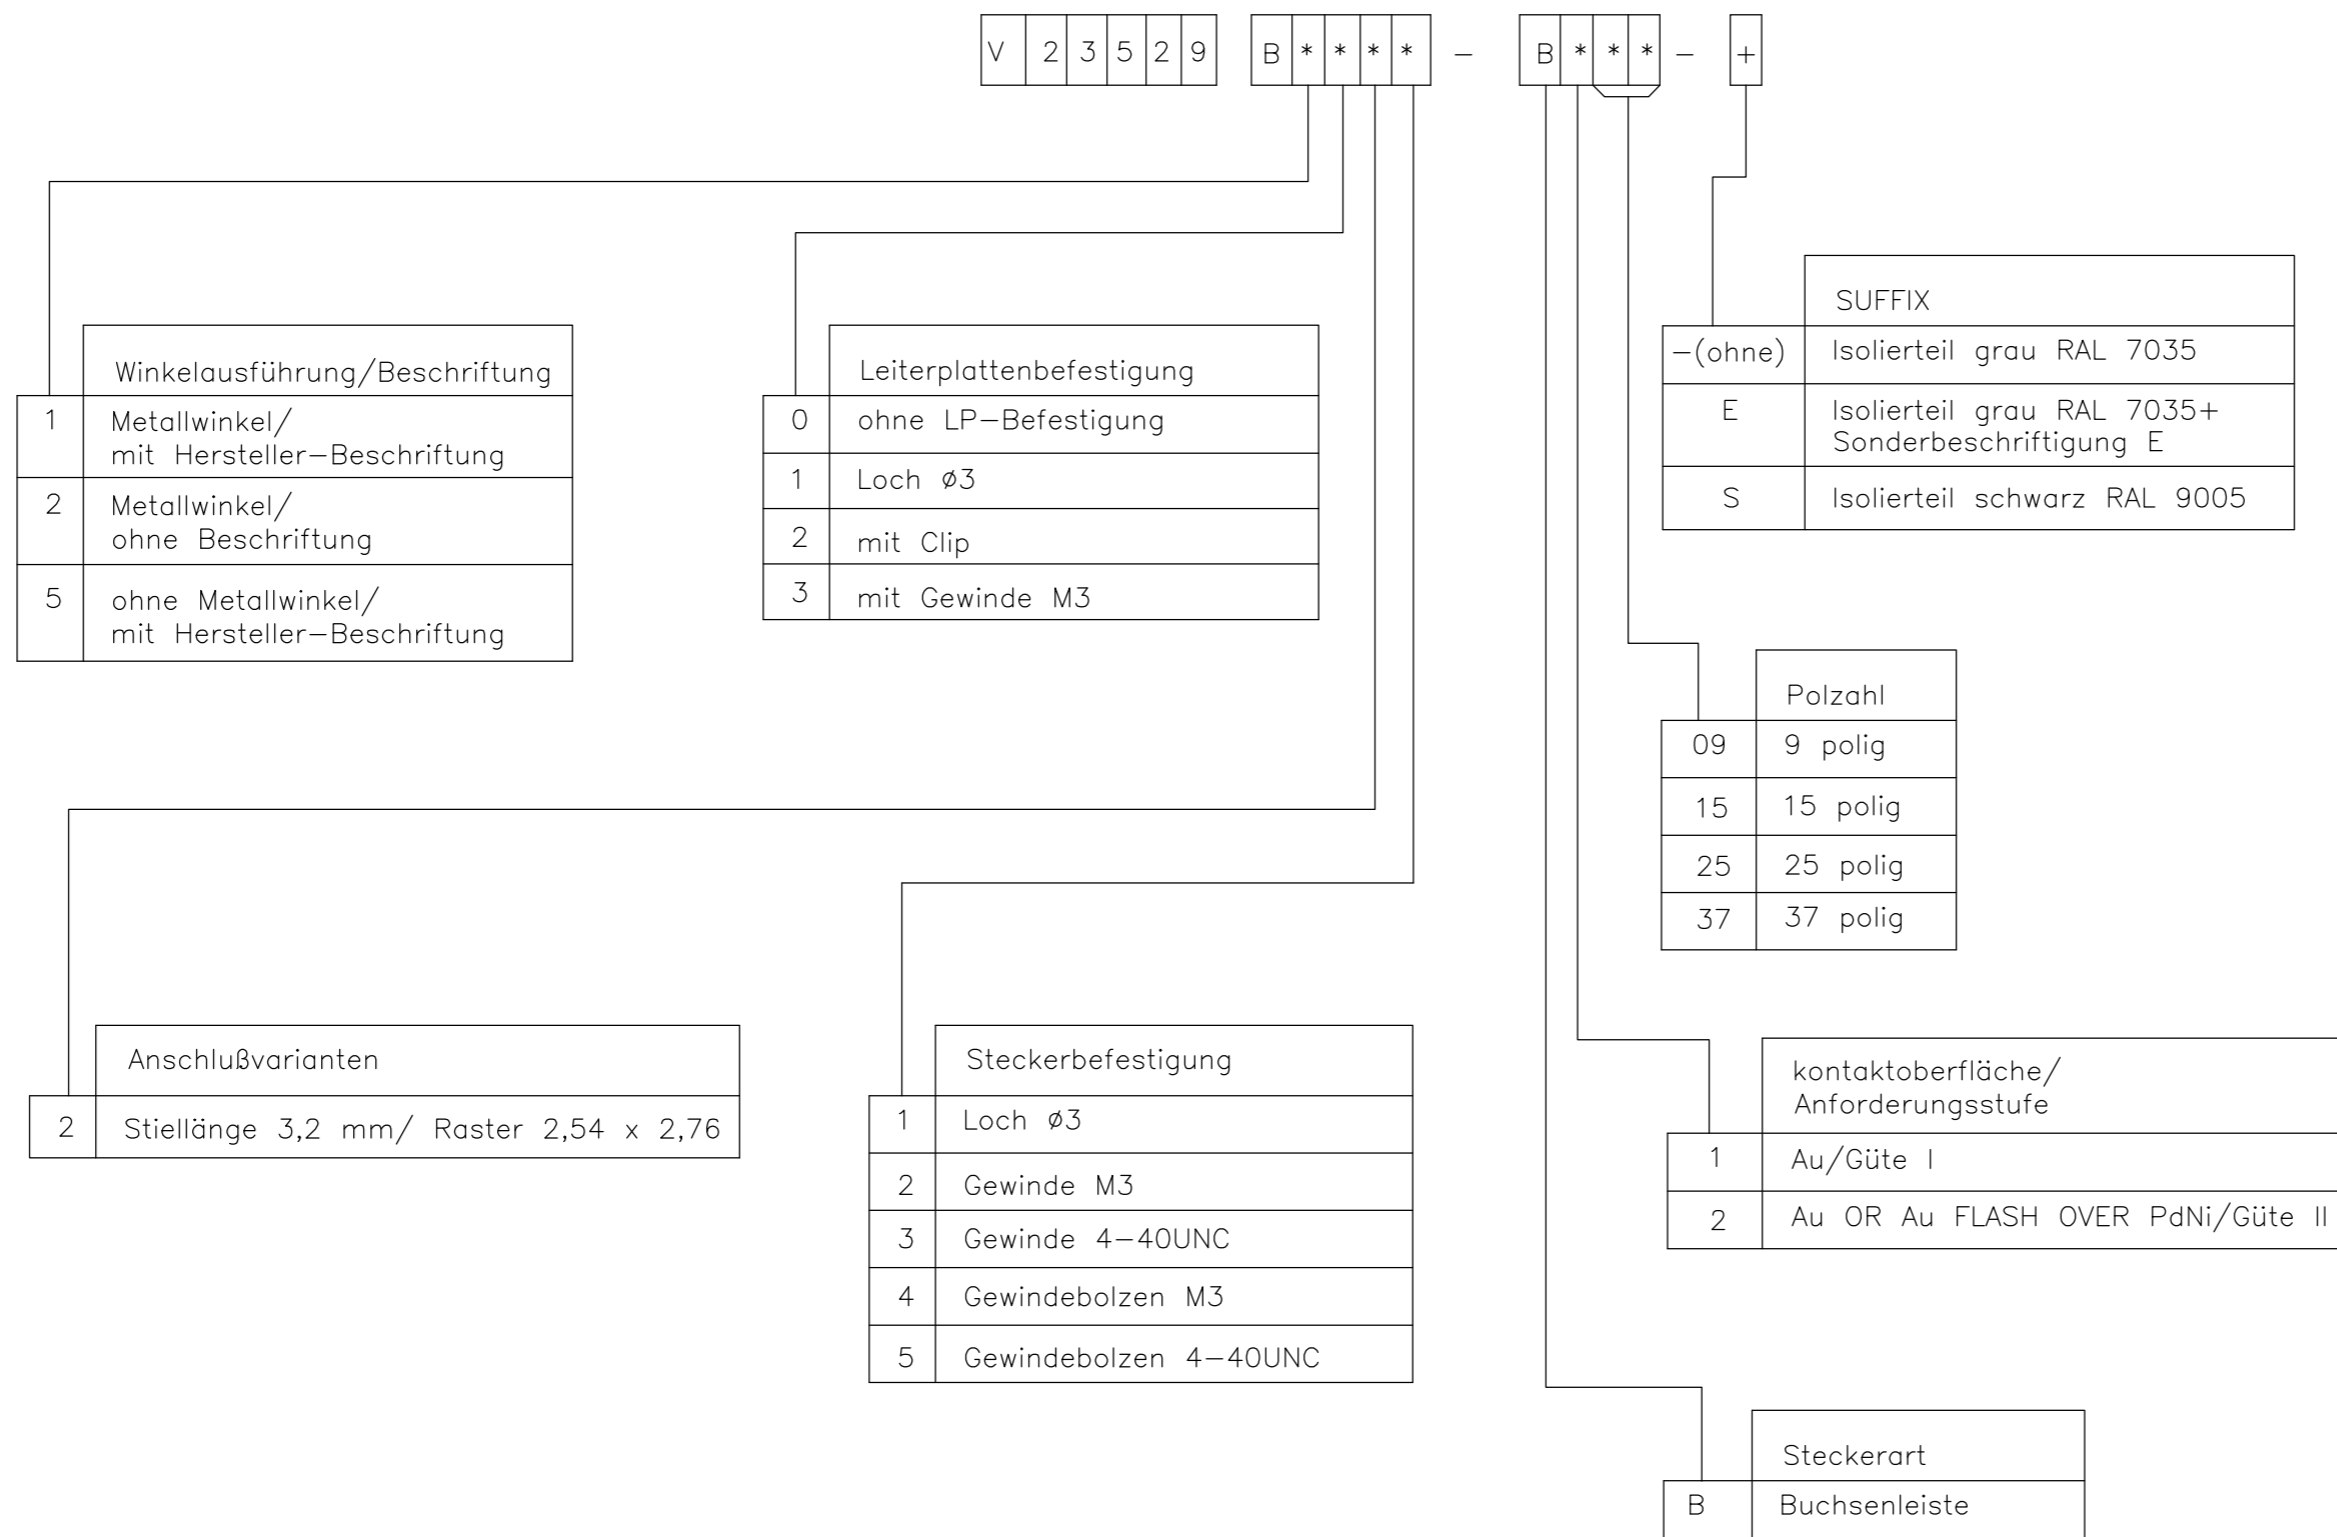 V 2 3 5 2 9 B * * * * - B * * * - +
Winkelausführung/Beschriftung
1 Metallwinkel/
mit Hersteller-Beschriftung
2 Metallwinkel/
ohne Beschriftung
5 ohne Metallwinkel/
mit Hersteller-Beschriftung
Leiterplattenbefestigung
0 ohne LP-Befestigung
1 Loch ø3
2 mit Clip
3 mit Gewinde M3
SUFFIX
-(ohne) Isolierteil grau RAL 7035
E Isolierteil grau RAL 7035+
Sonderbeschriftigung E
S Isolierteil schwarz RAL 9005
Polzahl
09 9 polig
15 15 polig
25 25 polig
37 37 polig
Anschlußvarianten
2 Stiellänge 3,2 mm/ Raster 2,54 x 2,76
Steckerbefestigung
1 Loch ø3
2 Gewinde M3
3 Gewinde 4-40UNC
4 Gewindebolzen M3
5 Gewindebolzen 4-40UNC
kontaktoberfläche/
Anforderungsstufe
1 Au/Güte I
2 Au OR Au FLASH OVER PdNi/Güte II
Steckerart
B Buchsenleiste